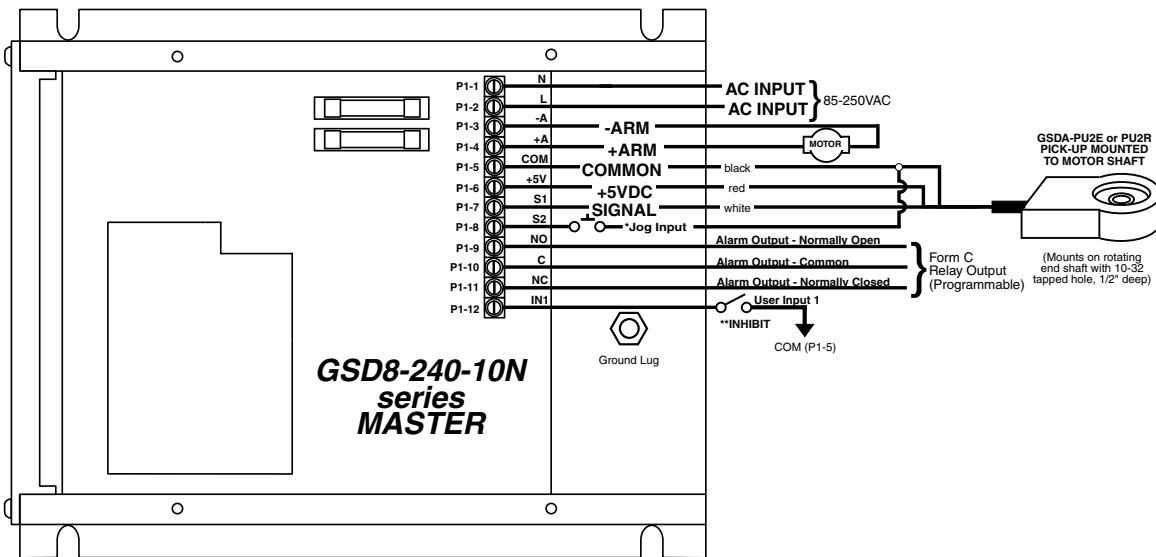 P1-1 N AC INPUT
P1-2 L AC INPUT
85-250VAC
P1-3 -A -ARM
P1-4 +A +ARM
MOTOR
P1-5 COM COMMON black
P1-6 +5V +5VDC red
P1-7 S1 SIGNAL white
P1-8 S2 *Jog Input
P1-9 NO Alarm Output - Normally Open
P1-10 C Alarm Output - Common
P1-11 NC Alarm Output - Normally Closed
P1-12 IN1 User Input 1
**INHIBIT
COM (P1-5)
Form C
Relay Output
(Programmable)
GSDA-PU2E or PU2R
PICK-UP MOUNTED
TO MOTOR SHAFT
(Mounts on rotating
end shaft with 10-32
tapped hole, 1/2" deep)
Ground Lug
GSD8-240-10N
series
MASTER